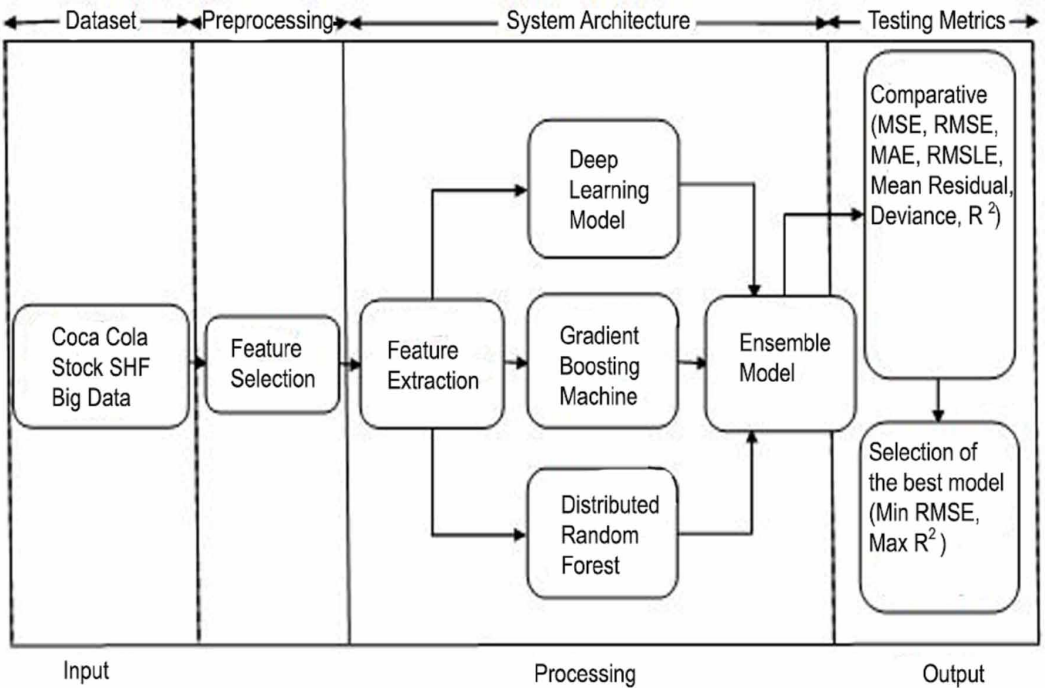 Dataset
Preprocessing
System Architecture
Testing Metrics
Coca Cola
Stock SHF
Big Data
Feature
Selection
Feature
Extraction
Deep
Learning
Model
Gradient
Boosting
Machine
Distributed
Random
Forest
Ensemble
Model
Comparative
(MSE, RMSE,
MAE, RMSLE,
Mean Residual,
Deviance, R²)
Selection of
the best model
(Min RMSE,
Max R²)
Input
Processing
Output